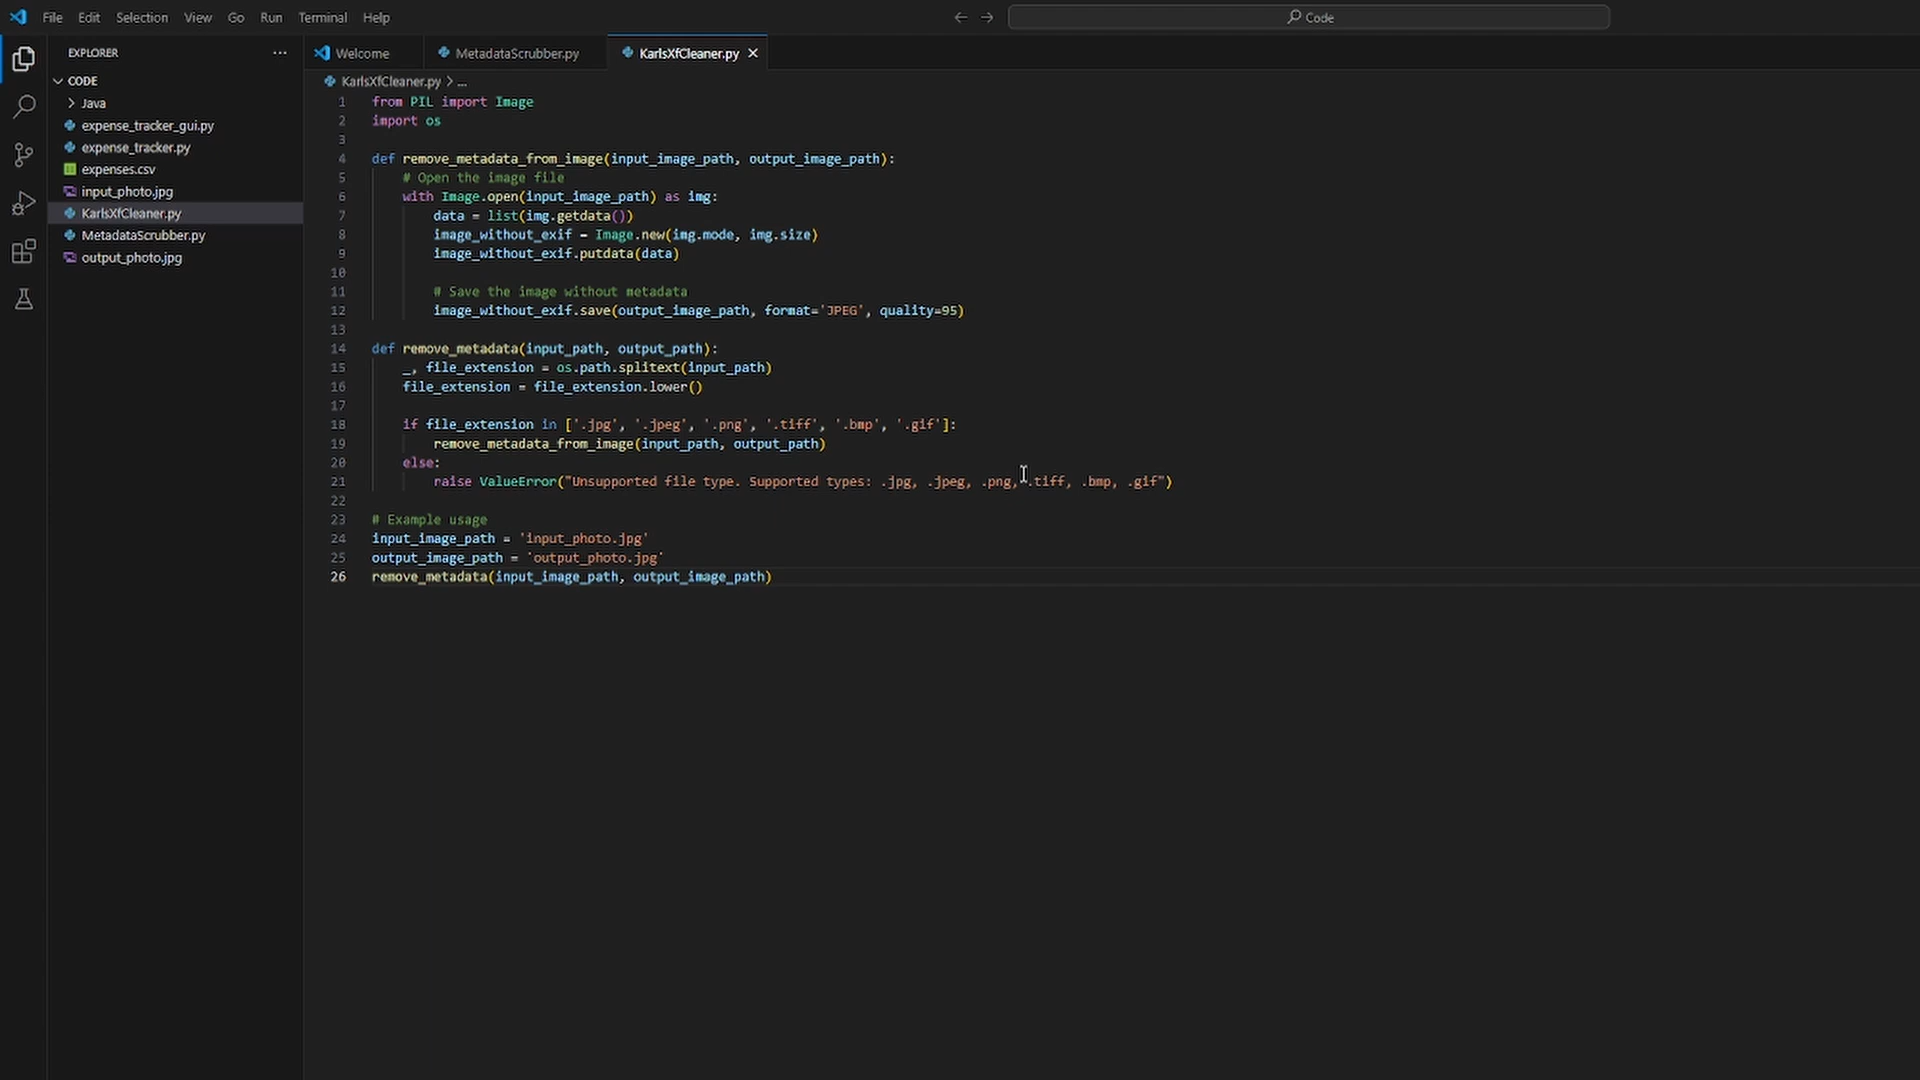 File Edit Selection View Go Run Terminal Help
Code
EXPLORER
CODE
Java
expense_tracker_gui.py
expense_tracker.py
expenses.csv
input_photo.jpg
KarlsXfCleaner.py
MetadataScrubber.py
output_photo.jpg
Welcome MetadataScrubber.py KarlsXfCleaner.py
KarlsXfCleaner.py > ...
1 from PIL import Image
2 import os
3
4 def remove_metadata_from_image(input_image_path, output_image_path):
5 # Open the image file
6 with Image.open(input_image_path) as img:
7 data = list(img.getdata())
8 image_without_exif = Image.new(img.mode, img.size)
9 image_without_exif.putdata(data)
10
11 # Save the image without metadata
12 image_without_exif.save(output_image_path, format='JPEG', quality=95)
13
14 def remove_metadata(input_path, output_path):
15 _, file_extension = os.path.splitext(input_path)
16 file_extension = file_extension.lower()
17
18 if file_extension in ['.jpg', '.jpeg', '.png', '.tiff', '.bmp', '.gif']:
19 remove_metadata_from_image(input_path, output_path)
20 else:
21 raise ValueError("Unsupported file type. Supported types: .jpg, .jpeg, .png, .tiff, .bmp, .gif")
22
23 # Example usage
24 input_image_path = 'input_photo.jpg'
25 output_image_path = 'output_photo.jpg'
26 remove_metadata(input_image_path, output_image_path)